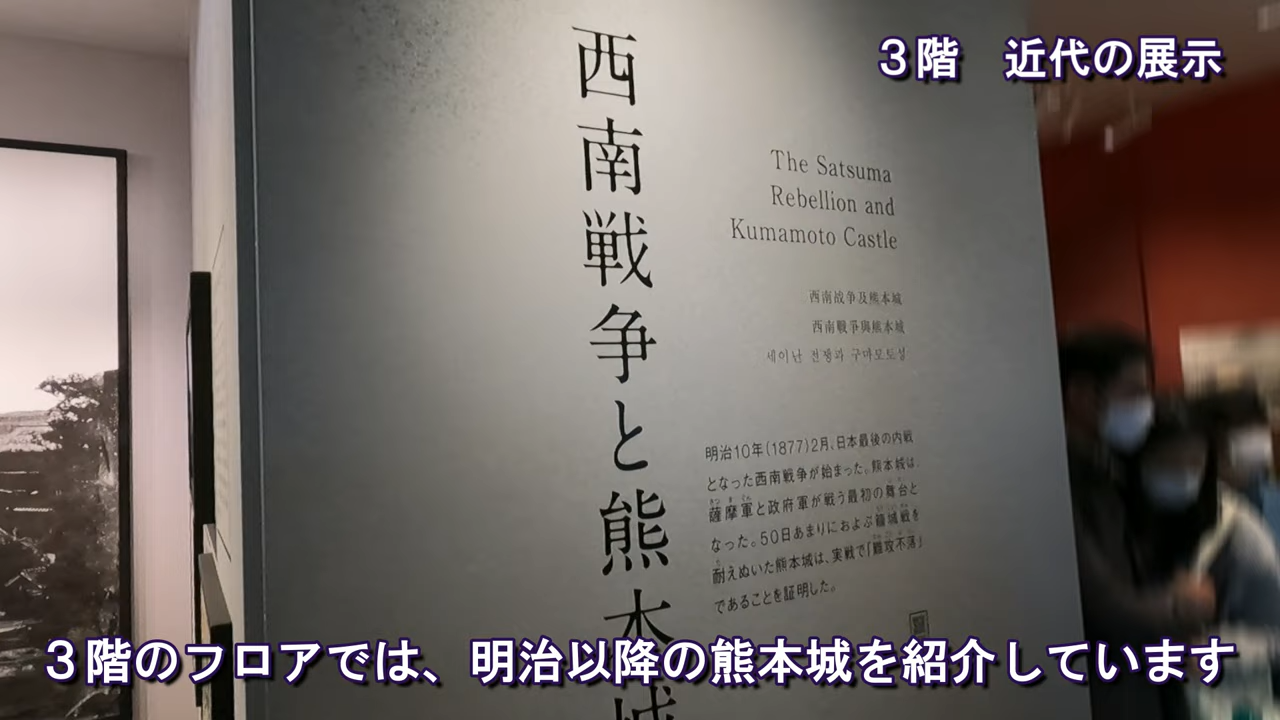 ３階　近代の展示
西南戦争と熊本城
The Satsuma
Rebellion and
Kumamoto Castle
西南战争及熊本城
西南戰爭與熊本城
세이난 전쟁과 구마모토성
明治10年(1877)2月、日本最後の内戦
となった西南戦争が始まった。熊本城は、
薩摩軍と政府軍が戦う最初の舞台と
なった。50日あまりにおよぶ籠城戦を
耐えぬいた熊本城は、実戦で「難攻不落」
であることを証明した。
３階のフロアでは、明治以降の熊本城を紹介しています